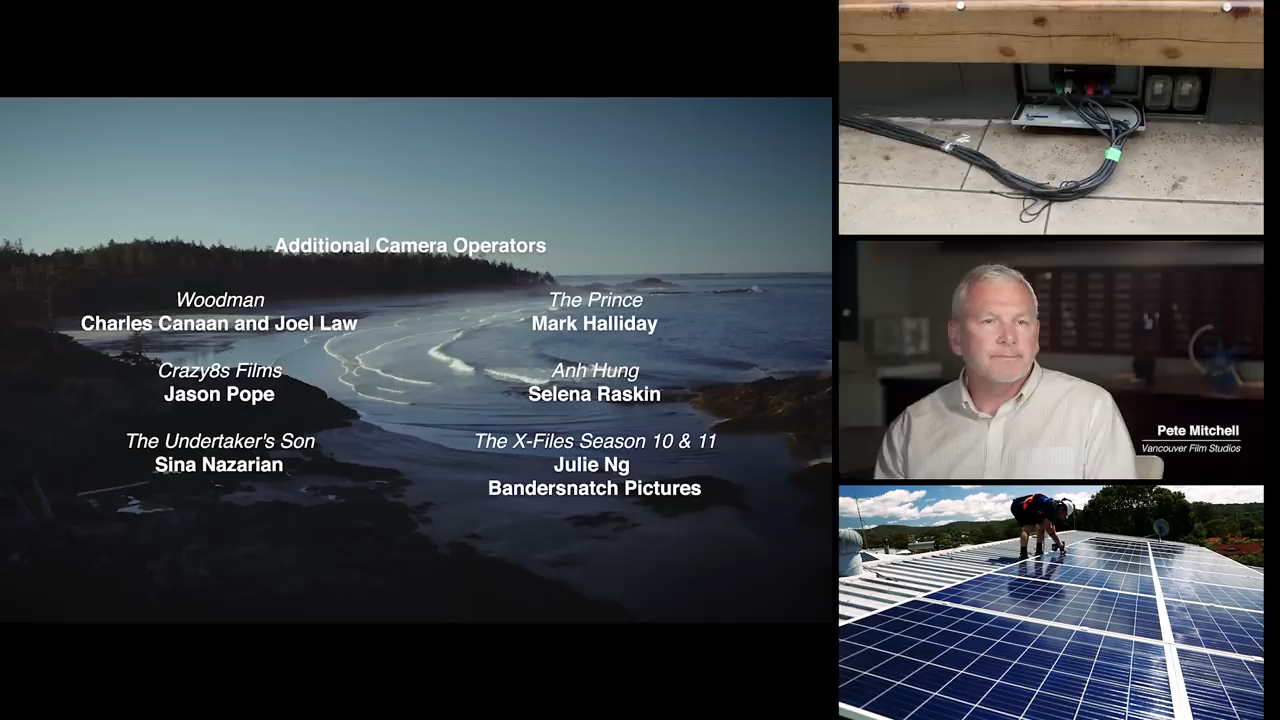 Additional Camera Operators
Woodman
Charles Canaan and Joel Law
Crazy8s Films
Jason Pope
The Undertaker's Son
Sina Nazarian
The Prince
Mark Halliday
Anh Hung
Selena Raskin
The X-Files Season 10 & 11
Julie Ng
Bandersnatch Pictures
Pete Mitchell
Vancouver Film Studios